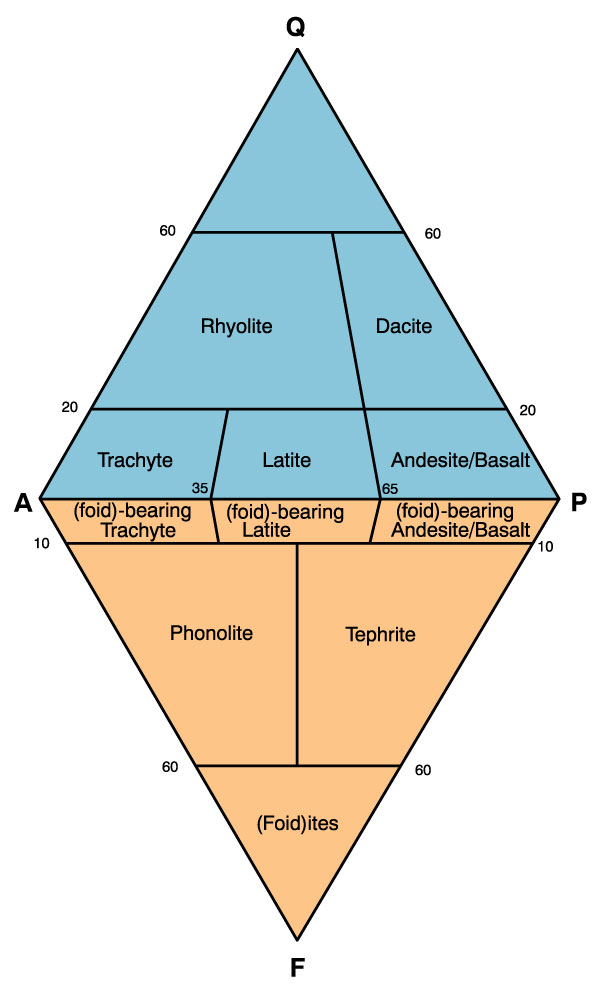 Q
60
60
Rhyolite
Dacite
20
20
Trachyte
Latite
Andesite/Basalt
35
65
A
P
(foid)-bearing
Trachyte
(foid)-bearing
Latite
(foid)-bearing
Andesite/Basalt
10
10
Phonolite
Tephrite
60
60
(Foid)ites
F